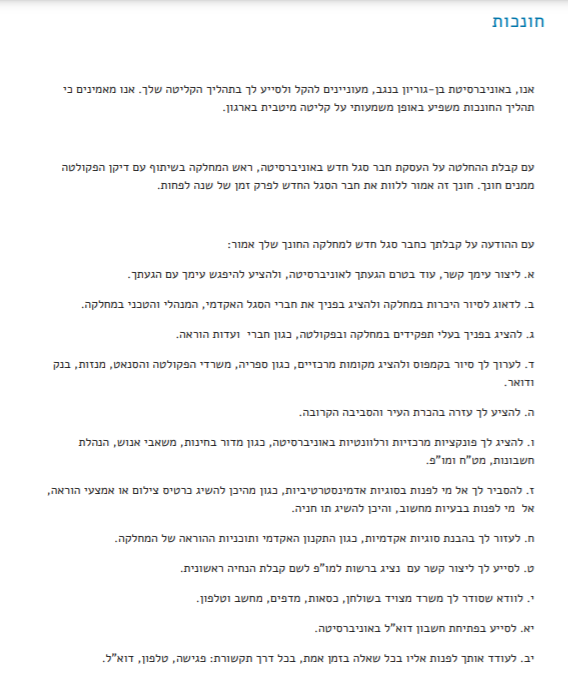 חונכות
אנו, באוניברסיטת בן-גוריון בנגב, מעוניינים להקל ולסייע לך בתהליך הקליטה שלך. אנו מאמינים כי
תהליך החונכות משפיע באופן משמעותי על קליטה מיטבית בארגון.
עם קבלת ההחלטה על העסקת חבר סגל חדש באוניברסיטה, ראש המחלקה בשיתוף עם דיקן הפקולטה
ממנים חונך. חונך זה אמור ללוות את חבר הסגל החדש לפרק זמן של שנה לפחות.
עם ההודעה על קבלתך כחבר סגל חדש למחלקה החונך שלך אמור:
א. ליצור עימך קשר, עוד בטרם הגעתך לאוניברסיטה, ולהציע להיפגש עימך עם הגעתך.
ב. לדאוג לסיור היכרות במחלקה ולהציג בפניך את חברי הסגל האקדמי, המנהלי והטכני במחלקה.
ג. להציג בפניך בעלי תפקידים במחלקה ובפקולטה, כגון חברי ועדות הוראה.
ד. לערוך לך סיור בקמפוס ולהציג מקומות מרכזיים, כגון ספריה, משרדי הפקולטה והסנאט, מנזות, בנק
ודואר.
ה. להציע לך עזרה בהכרת העיר והסביבה הקרובה.
ו. להציג לך פונקציות מרכזיות ורלוונטיות באוניברסיטה, כגון מדור בחינות, משאבי אנוש, הנהלת
חשבונות, מט"ח ומו"פ.
ז. להסביר לך אל מי לפנות בסוגיות אדמיניסטרטיביות, כגון מהיכן להשיג כרטיס צילום או אמצעי הוראה,
אל מי לפנות בבעיות מחשוב, והיכן להשיג תו חניה.
ח. לעזור לך בהבנת סוגיות אקדמיות, כגון התקנון האקדמי ותוכניות ההוראה של המחלקה.
ט. לסייע לך ליצור קשר עם נציג ברשות למו"פ לשם קבלת הנחיה ראשונית.
י. לוודא שסודר לך משרד מצויד בשולחן, כסאות, מדפים, מחשב וטלפון.
יא. לסייע בפתיחת חשבון דוא"ל באוניברסיטה.
יב. לעודד אותך לפנות אליו בכל שאלה בזמן אמת, בכל דרך תקשורת: פגישה, טלפון, דוא"ל.